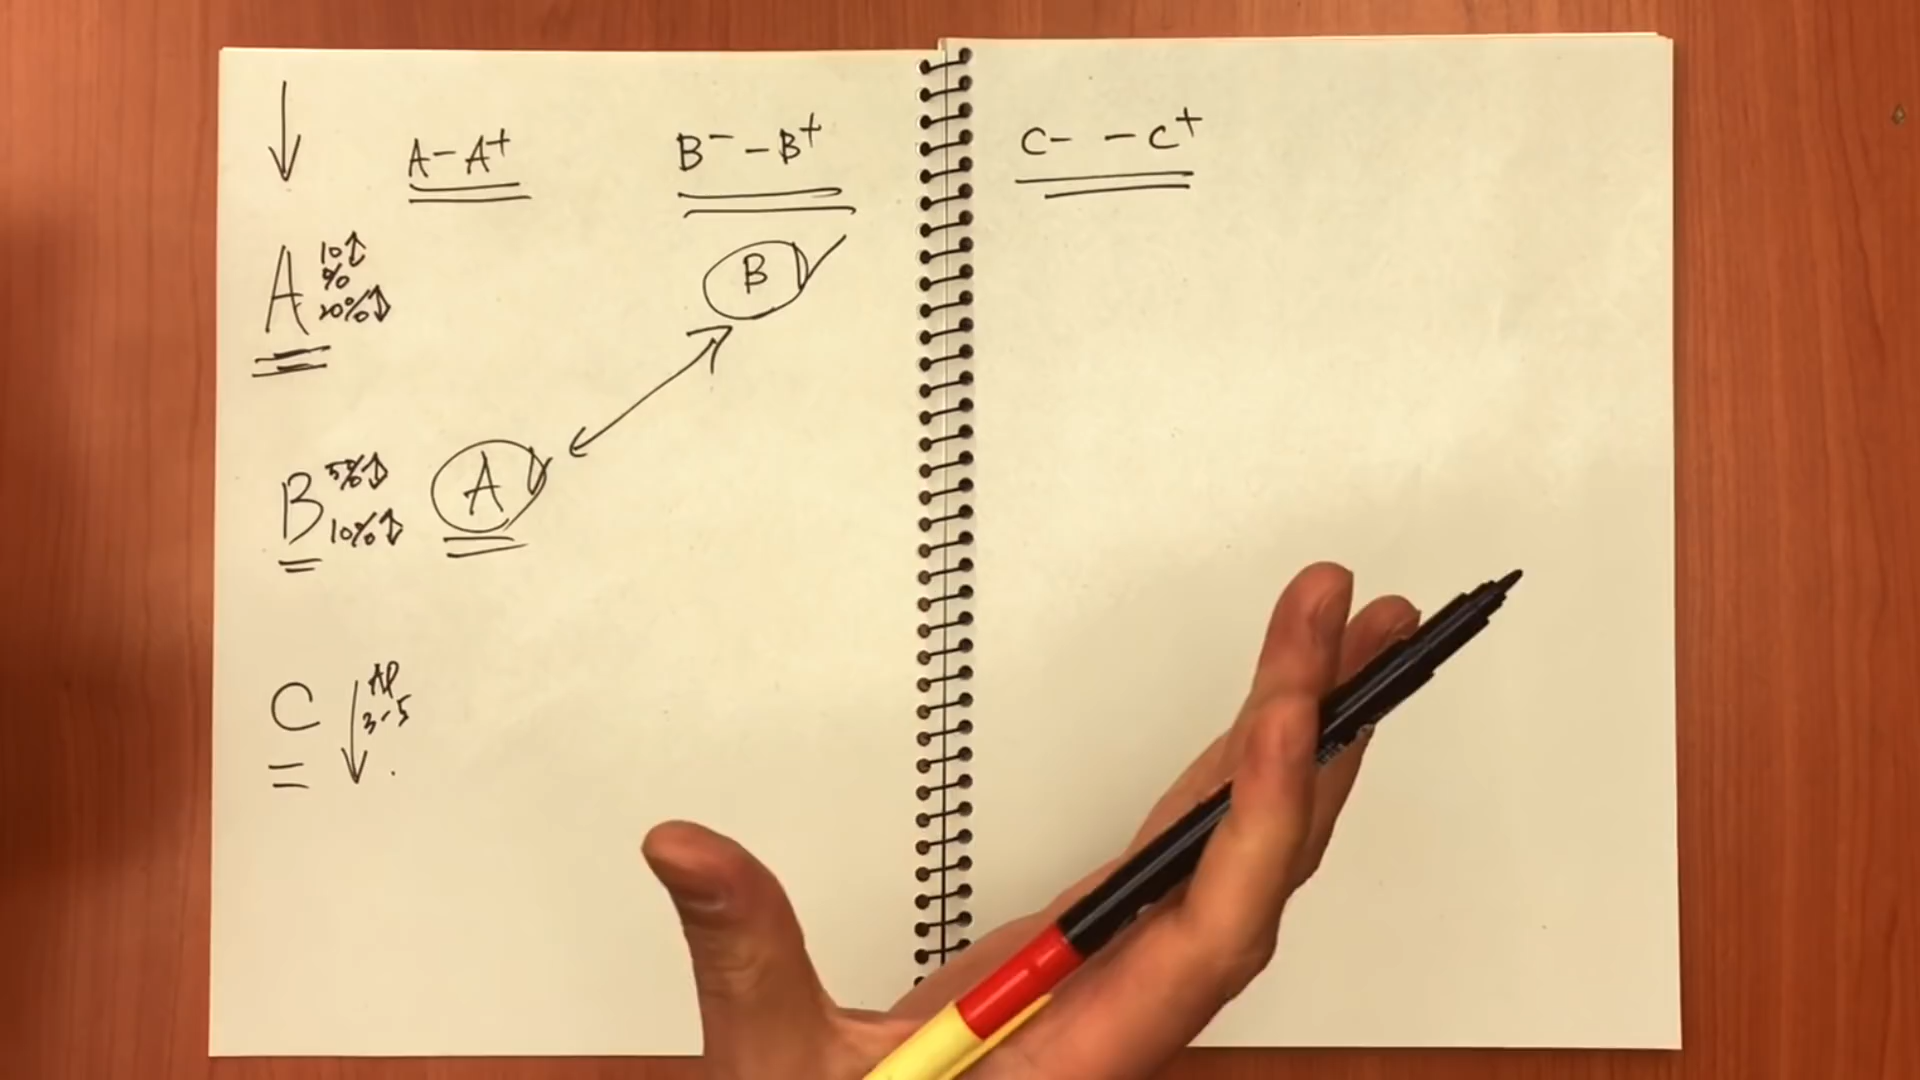 A - A+
B- - B+
C- - C+
A 10
%
20%
B
B 5%
10%
A
C AP
3-5